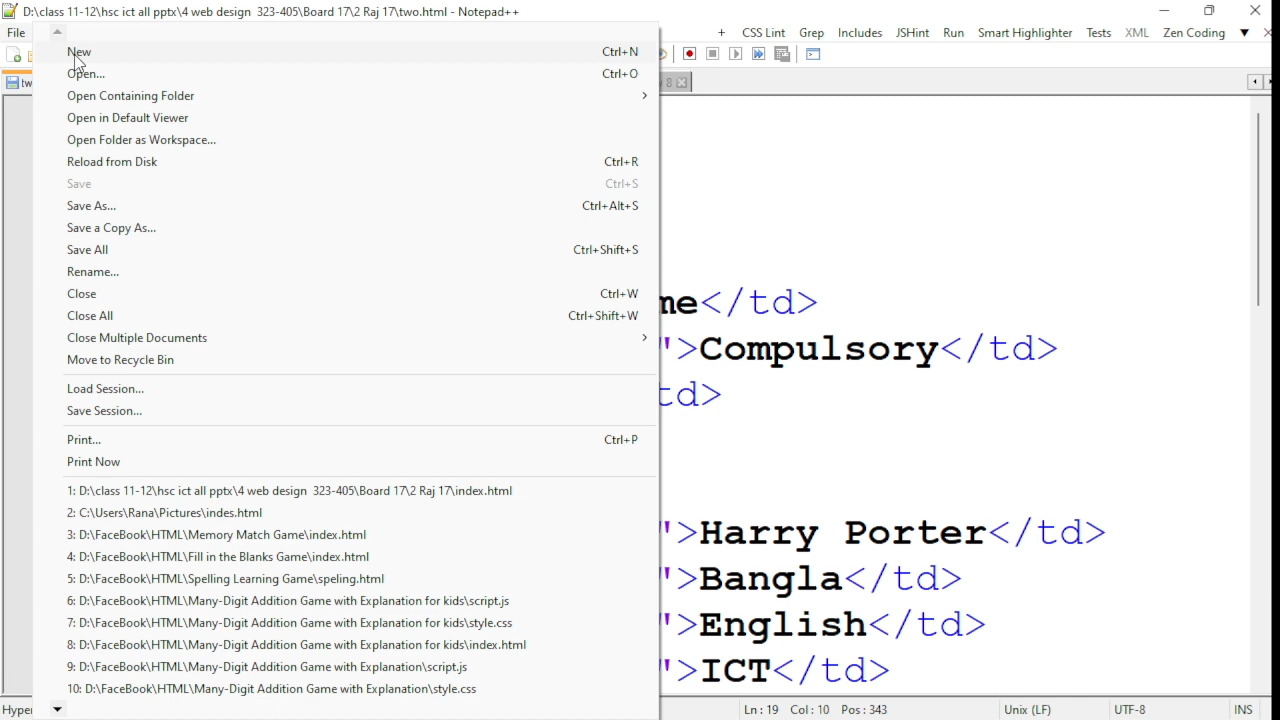 D:\class 11-12\hsc ict all pptx\4 web design 323-405\Board 17\2 Raj 17\two.html - Notepad++
File + CSS Lint Grep Includes JSHint Run Smart Highlighter Tests XML Zen Coding
New Ctrl+N
Open... Ctrl+O
Open Containing Folder
Open in Default Viewer
Open Folder as Workspace...
Reload from Disk Ctrl+R
Save Ctrl+S
Save As... Ctrl+Alt+S
Save a Copy As...
Save All Ctrl+Shift+S
Rename...
Close Ctrl+W
Close All Ctrl+Shift+W
Close Multiple Documents
Move to Recycle Bin
Load Session...
Save Session...
Print... Ctrl+P
Print Now
1: D:\class 11-12\hsc ict all pptx\4 web design 323-405\Board 17\2 Raj 17\index.html
2: C:\Users\Rana\Pictures\indes.html
3: D:\FaceBook\HTML\Memory Match Game\index.html
4: D:\FaceBook\HTML\Fill in the Blanks Game\index.html
5: D:\FaceBook\HTML\Spelling Learning Game\speling.html
6: D:\FaceBook\HTML\Many-Digit Addition Game with Explanation for kids\script.js
7: D:\FaceBook\HTML\Many-Digit Addition Game with Explanation for kids\style.css
8: D:\FaceBook\HTML\Many-Digit Addition Game with Explanation for kids\index.html
9: D:\FaceBook\HTML\Many-Digit Addition Game with Explanation\script.js
10: D:\FaceBook\HTML\Many-Digit Addition Game with Explanation\style.css
tw
8
me</td>
">Compulsory</td>
td>
">Harry Porter</td>
">Bangla</td>
">English</td>
">ICT</td>
Hyper Ln : 19 Col : 10 Pos : 343 Unix (LF) UTF-8 INS